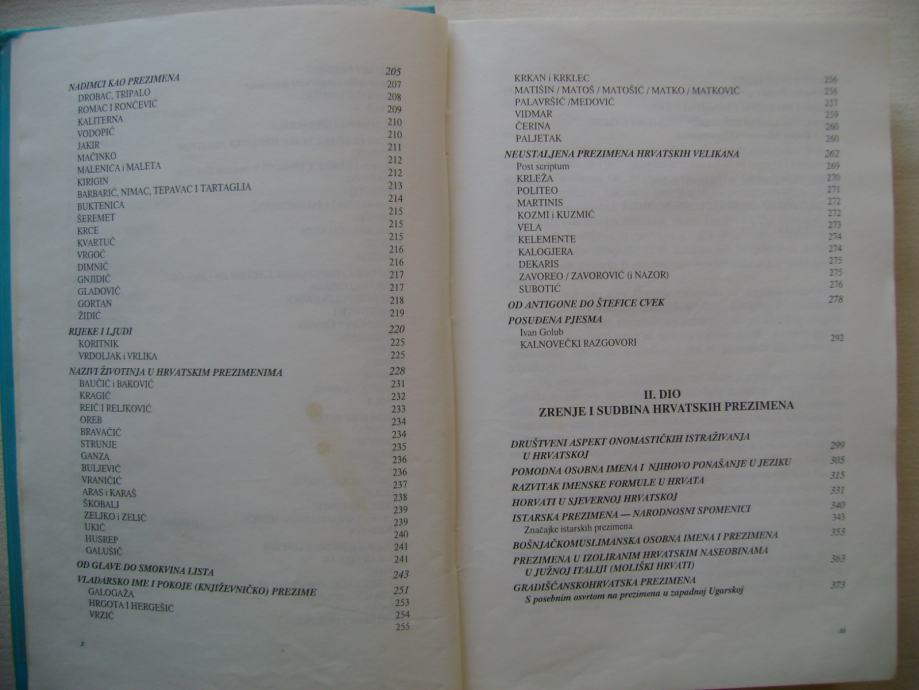 NADIMCI KAO PREZIMENA 205
DROBAC, TRIPALO 207
ROMAC I RONČEVIĆ 208
KALITERNA 209
VODOPIĆ 210
JAKIR 210
MAČINKO 211
MALENICA i MALETA 212
KIRIGIN 212
BARBARIĆ, NIMAC, TEPAVAC I TARTAGLIA 213
BUKTENICA 214
ŠEREMET 215
KRCE 215
KVARTUČ 215
VRGOČ 216
DIMNIĆ 216
GNJIDIĆ 217
GLADOVIĆ 217
GORTAN 218
ŽIDIĆ 219
RIJEKE I LJUDI 220
KORITNIK 225
VRDOLJAK i VRLIKA 225
NAZIVI ŽIVOTINJA U HRVATSKIM PREZIMENIMA 228
BAUČIĆ i BAKOVIĆ 231
KRAGIĆ 232
REIĆ I RELJKOVIĆ 233
OREB 234
BRAVAČIĆ 234
STRUNJE 235
GANZA 236
BULJEVIĆ 236
VRANIČIĆ 237
ARAS i KARAŠ 238
ŠKOBALJ 239
ZELJKO i ZELIĆ 239
UKIĆ 240
HUSREP 241
GALUŠIĆ 241
OD GLAVE DO SMOKVINA LISTA 243
VLADARSKO IME I POKOJE (KNJIŽEVNIČKO) PREZIME 251
GALOGAŽA 253
HRGOTA I HERGEŠIĆ 254
VRZIĆ 255
X
KRKAN i KRKLEC 256
MATIŠIN / MATOŠ / MATOŠIĆ / MATKO / MATKOVIĆ 256
PALAVRŠIĆ /MEDOVIĆ 257
VIDMAR 259
ČERINA 260
PALJETAK 260
NEUSTALJENA PREZIMENA HRVATSKIH VELIKANA 262
Post scriptum 269
KRLEŽA 270
POLITEO 271
MARTINIS 272
KOZMI i KUZMIĆ 272
VELA 273
KELEMENTE 274
KALOGJERA 274
DEKARIS 275
ZAVOREO / ZAVOROVIĆ (i NAZOR) 275
SUBOTIĆ 276
OD ANTIGONE DO ŠTEFICE CVEK 278
POSUĐENA PJESMA
Ivan Golub
KALNOVEČKI RAZGOVORI 292
II. DIO
ZRENJE I SUDBINA HRVATSKIH PREZIMENA
DRUŠTVENI ASPEKT ONOMASTIČKIH ISTRAŽIVANJA
U HRVATSKOJ 299
POMODNA OSOBNA IMENA I NJIHOVO PONAŠANJE U JEZIKU 305
RAZVITAK IMENSKE FORMULE U HRVATA 315
HORVATI U SJEVERNOJ HRVATSKOJ 331
ISTARSKA PREZIMENA — NARODNOSNI SPOMENICI 340
Značajke istarskih prezimena 343
BOŠNJAČKOMUSLIMANSKA OSOBNA IMENA I PREZIMENA 353
PREZIMENA U IZOLIRANIM HRVATSKIM NASEOBINAMA
U JUŽNOJ ITALIJI (MOLIŠKI HRVATI) 363
GRADIŠĆANSKOHRVATSKA PREZIMENA
S posebnim osvrtom na prezimena u zapadnoj Ugarskoj 373